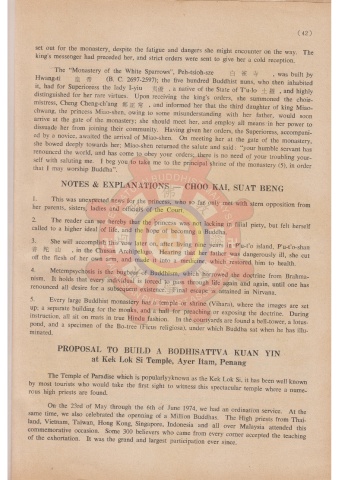 ( 42 )
set out for the monastery, despite the fatigue and dangers she might encounter on the way. The
king's messenger had preceded her, and strict orders were sent to give her a cold reception.
The "Monastery of the White Sparrows", Peh-tsioh-sze 白雀寺, was built by
Hwang-ti (B. C. 2697-2597); the five hundred Buddhist nuns, who then inhabited
it, had for Superioress the lady I-yiu, a native of the State of T'u-lo, and highly
distinguished for her rare virtues. Upon receiving the king's orders, she summoned the choir-
mistress, Cheng Cheng-ch'ang, and informed her that the third daughter of king Miao-
chwang, the princess Miao-shen, owing to some misunderstanding with her father, would soon
arrive at the gate of the monastery; she should meet her, and employ all means in her power to
dissuade her from joining their community. Having given her orders, the Superioress, accompani-
ed by a novice, awaited the arrival of Miao-shen. On meeting her at the gate of the monastery,
she bowed deeply towards her; Miao-shen returned the salute and said: "your humble servant has
renounced the world, and has come to obey your orders; there is no need of your troubling your-
self with saluting me. I beg you to take me to the principal shrine of the monastery (5), in order
that I may worship Buddha".
NOTES & EXPLANATIONS — CHOO KAI, SUAT BENG
1. This was unexpected news for the princess who so far only met with stern opposition from
her parents, sisters, ladies and officers of the Court.
2. The reader can see thereby that the princess was not lacking in filial piety, but felt herself
called to a higher ideal of life, the salvation of living beings.
3. She will accomplish this after a residence of a hundred years in P'u-t'o island, P'u-t'o-shan
山, in the Chinese Archipelago. Hearing that her father was dangerously ill, she cut
off the flesh of her own arms, and made it into a medicine which restored him to health.
4. Metempsychosis is the bugbear of Buddhism, which borrowed the doctrine from Brahma-
nism. It holds that every individual is forced to pass through life again and again, until one has
renounced all desire for a subsequent existence. Final escape is attained in Nirvana.
5. Every large Buddhist monastery has a temple or shrine (Vihara), where the images are set
up; a separate building for the monks, and a hall for preaching or exposing the doctrine. During
instruction, all sit on mats in true Hindu fashion. In the courtyards are found a bell-tower, a lotus-
pond, and a specimen of the Bo-tree (Ficus religiosa), under which Buddha sat when he has illu-
minated.
PROPOSAL TO BUILD A BODHISATTVA KUAN YIN
at Kek Lok Si Temple, Ayer Itam, Penang
The Temple of Paradise which is popularlyknown as the Kek Lok Si, it has been well known
by most tourists who would take the first sight to witness this spectacular temple where a nume-
rous high priests are found.
On the 23rd of May through the 6th of June 1974, we had an ordination service. At the
same time, we also celebrated the opening of a Million Buddhas. The High priests from Thai-
land, Vietnam, Taiwan, Hong Kong, Singapore, Indonesia and all over Malaysia attended this
commemorative occasion. Some 300 believers who came from every corner accepted the teaching
of the exhortation. It was the grand and largest participation ever since.